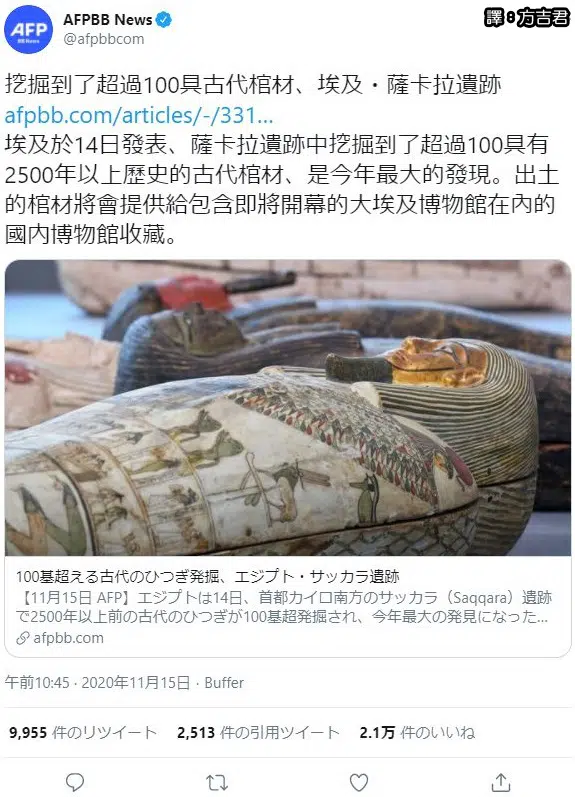 AFPBB News
譯:方吉君
@afpbbcom
挖掘到了超過100具古代棺材、埃及・薩卡拉遺跡
afpbb.com/articles/-/331...
埃及於14日發表、薩卡拉遺跡中挖掘到了超過100具有
2500年以上歷史的古代棺材、是今年最大的發現。出土
的棺材將會提供給包含即將開幕的大埃及博物館在內的
國內博物館收藏。
100基超える古代のひつぎ発掘、エジプト・サッカラ遺跡
【11月15日 AFP】エジプトは14日、首都カイロ南方のサッカラ（Saqqara）遺跡
で2500年以上前の古代のひつぎが100基超発掘され、今年最大の発見になった...
afpbb.com
午前10:45 · 2020年11月15日 · Buffer
9,955 件のリツイート 2,513 件の引用ツイート 2.1万 件のいいね